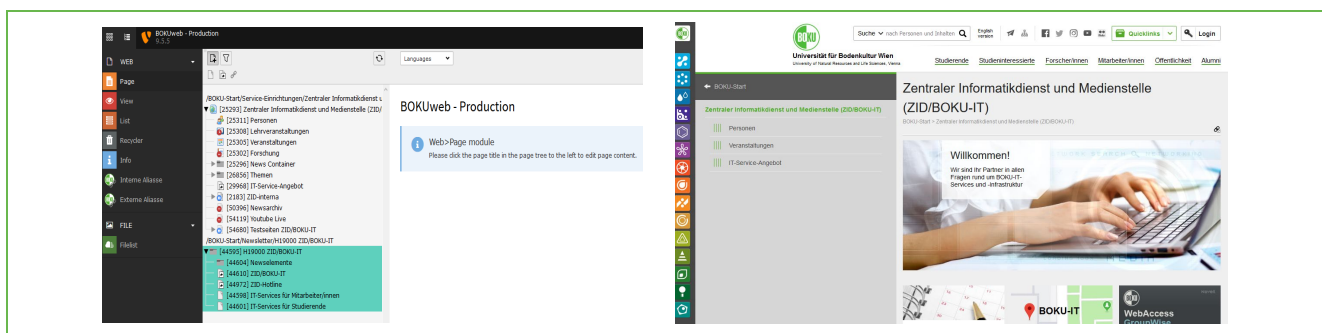 BOKUweb - Production
9.5.5
WEB
Page
View
List
Recycler
Info
Interne Aliasse
Externe Aliasse
FILE
Filelist
/BOKU-Start/Service-Einrichtungen/Zentraler Informatikdienst u
[25293] Zentraler Informatikdienst und Medienstelle (ZID/
[25311] Personen
[25308] Lehrveranstaltungen
[25305] Veranstaltungen
[25302] Forschung
[25296] News Container
[26856] Themen
[29968] IT-Service-Angebot
[2183] ZID-interna
[50396] Newsarchiv
[54119] Youtube Live
[54680] Testseiten ZID/BOKU-IT
/BOKU-Start/Newsletter/H19000 ZID/BOKU-IT
[44595] H19000 ZID/BOKU-IT
[44604] Newselemente
[44610] ZID/BOKU-IT
[44972] ZID-Hotline
[44598] IT-Services für Mitarbeiter/innen
[44601] IT-Services für Studierende
Languages
BOKUweb - Production
Web>Page module
Please click the page title in the page tree to the left to edit page content.
BOKU
Universität für Bodenkultur Wien
University of Natural Resources and Life Sciences, Vienna
Suche nach Personen und Inhalten
English version
Quicklinks
Login
Studierende Studieninteressierte Forscher/innen Mitarbeiter/innen Öffentlichkeit Alumni
BOKU-Start
Zentraler Informatikdienst und Medienstelle (ZID/BOKU-IT)
Personen
Veranstaltungen
IT-Service-Angebot
Zentraler Informatikdienst und Medienstelle
(ZID/BOKU-IT)
BOKU-Start > Zentraler Informatikdienst und Medienstelle (ZID/BOKU-IT)
Willkommen!
Wir sind Ihr Partner in allen
Fragen rund um BOKU-IT-
Services und -Infrastruktur
BOKU-IT
WebAccess
GroupWise